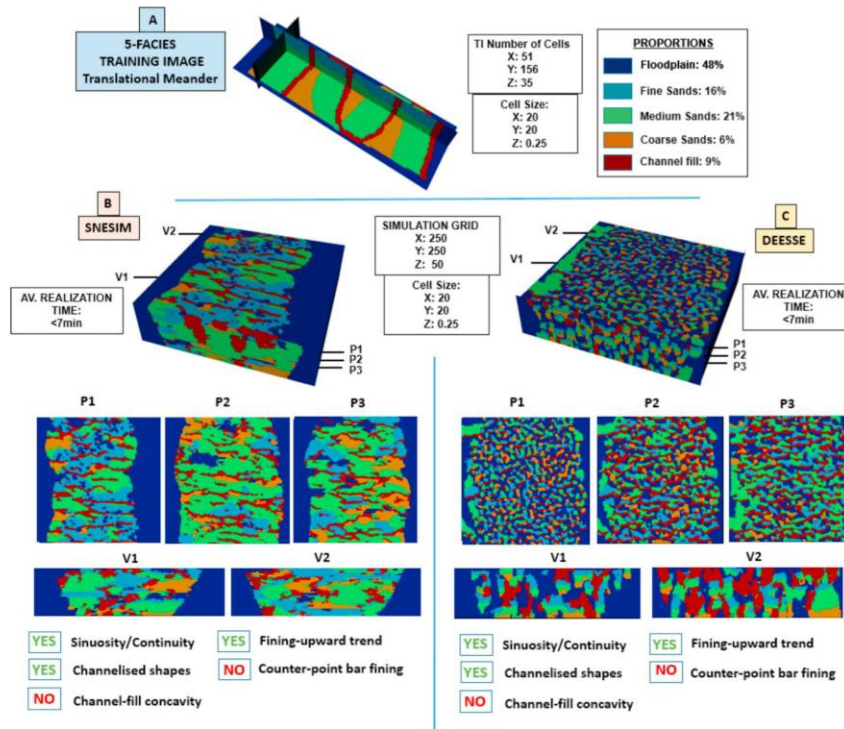 A
5-FACIES
TRAINING IMAGE
Translational Meander
TI Number of Cells
X: 51
Y: 156
Z: 35
Cell Size:
X: 20
Y: 20
Z: 0.25
PROPORTIONS
Floodplain: 48%
Fine Sands: 16%
Medium Sands: 21%
Coarse Sands: 6%
Channel fill: 9%
B
SNESIM
V2
V1
AV. REALIZATION
TIME:
<7min
P1
P2
P3
SIMULATION GRID
X: 250
Y: 250
Z: 50
Cell Size:
X: 20
Y: 20
Z: 0.25
C
DEESSE
V2
V1
AV. REALIZATION
TIME:
<7min
P1
P2
P3
P1 P2 P3
V1 V2
YES Sinuosity/Continuity YES Fining-upward trend
YES Channelised shapes NO Counter-point bar fining
NO Channel-fill concavity
P1 P2 P3
V1 V2
YES Sinuosity/Continuity YES Fining-upward trend
YES Channelised shapes NO Counter-point bar fining
NO Channel-fill concavity